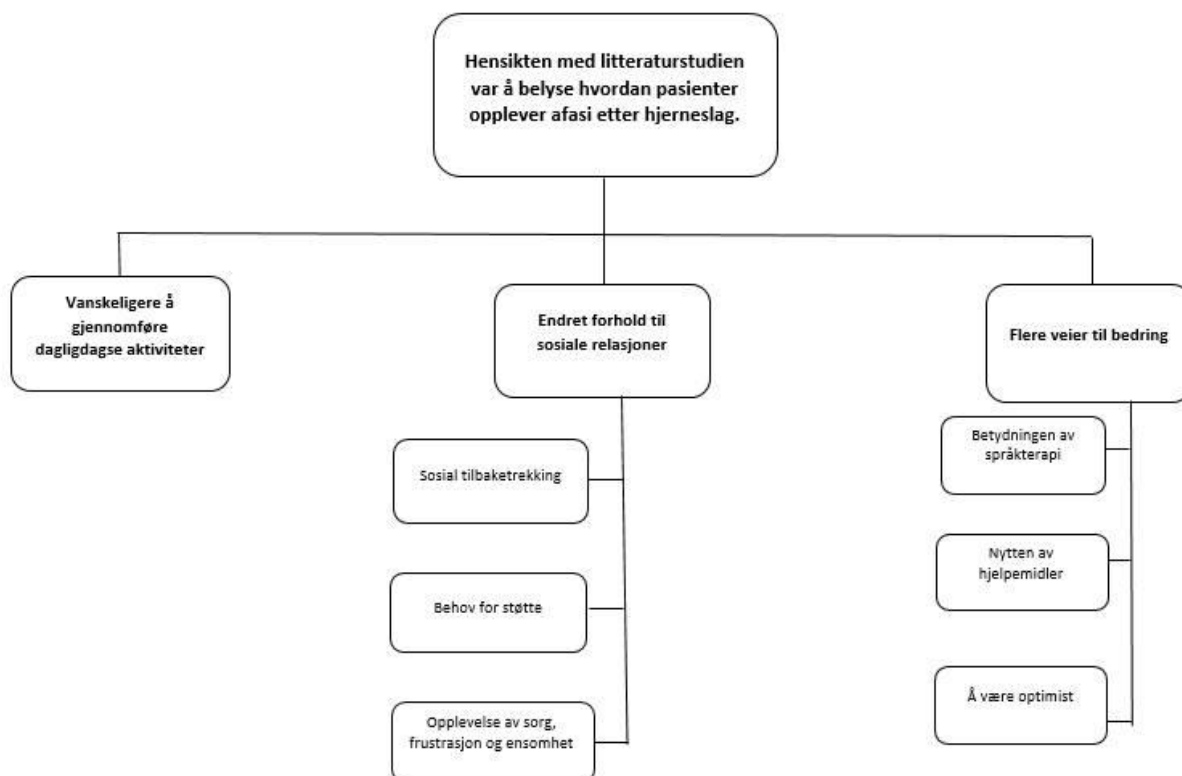 Hensikten med litteraturstudien
var å belyse hvordan pasienter
opplever afasi etter hjerneslag.
Vanskeligere å
gjennomføre
dagligdagse aktiviteter
Endret forhold til
sosiale relasjoner
Sosial tilbaketrekking
Behov for støtte
Opplevelse av sorg,
frustrasjon og ensomhet
Flere veier til bedring
Betydningen av
språkterapi
Nytten av
hjelpemidler
Å være optimist